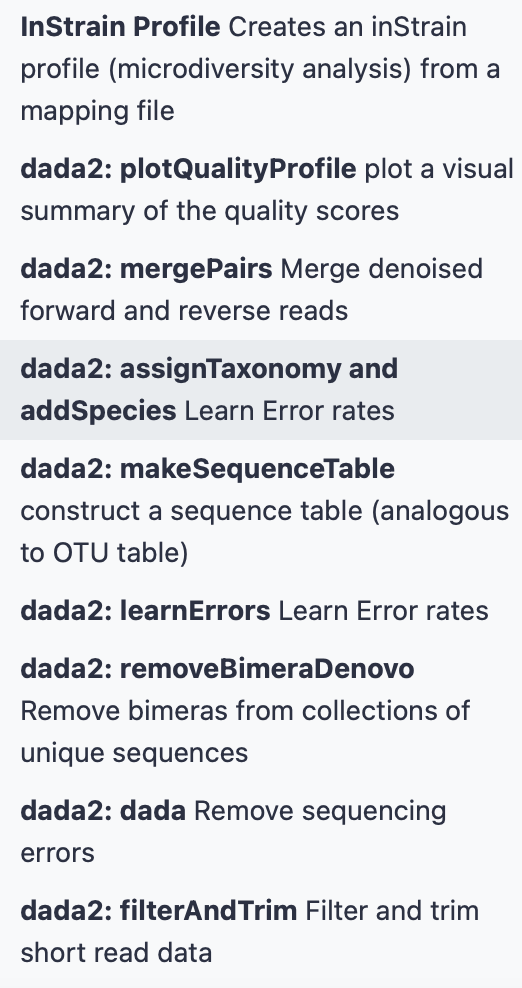 InStrain Profile Creates an inStrain
profile (microdiversity analysis) from a
mapping file
dada2: plotQualityProfile plot a visual
summary of the quality scores
dada2: mergePairs Merge denoised
forward and reverse reads
dada2: assignTaxonomy and
addSpecies Learn Error rates
dada2: makeSequenceTable
construct a sequence table (analogous
to OTU table)
dada2: learnErrors Learn Error rates
dada2: removeBimeraDenovo
Remove bimeras from collections of
unique sequences
dada2: dada Remove sequencing
errors
dada2: filterAndTrim Filter and trim
short read data